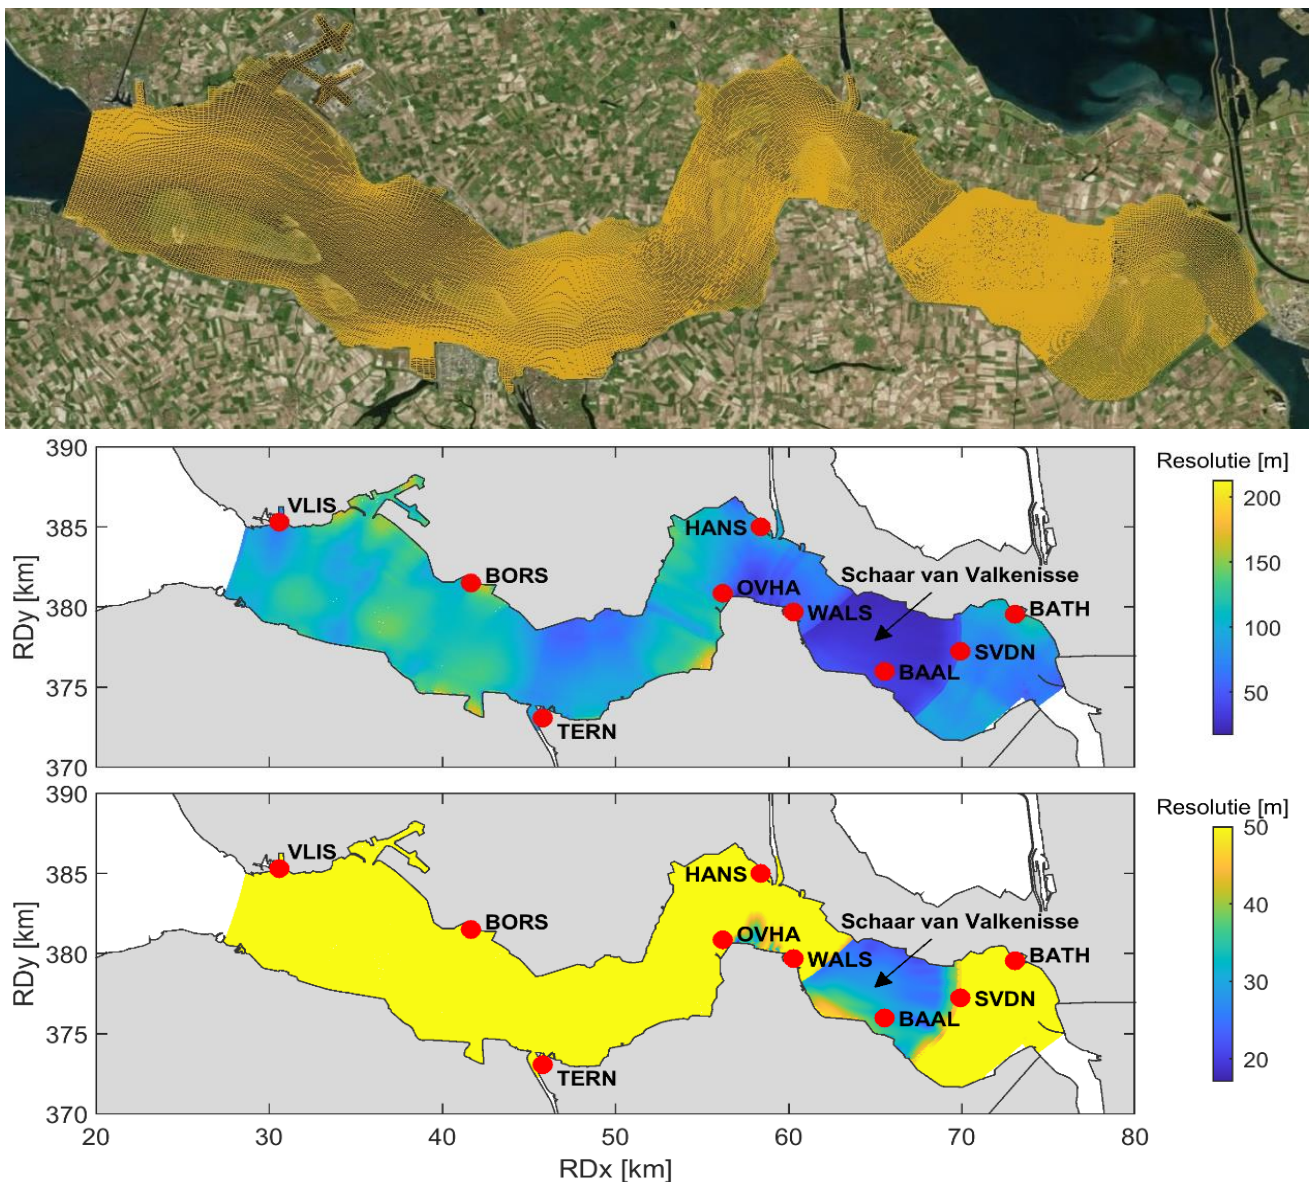 390
385
380
375
370
RDy [km]
VLIS
BORS
TERN
HANS
OVHA
WALS
Schaar van Valkenisse
BAAL
SVDN
BATH
Resolutie [m]
200
150
100
50
390
385
380
375
370
RDy [km]
VLIS
BORS
TERN
HANS
OVHA
WALS
Schaar van Valkenisse
BAAL
SVDN
BATH
Resolutie [m]
50
40
30
20
20 30 40 50 60 70 80
RDx [km]